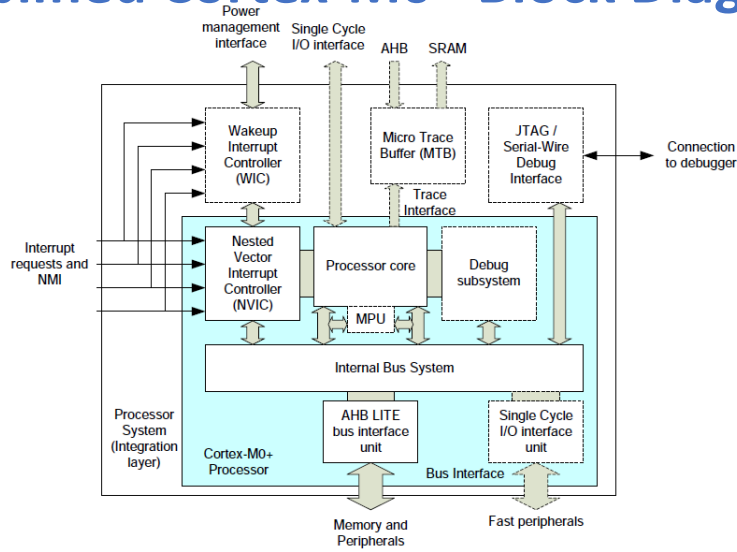 Power
management
interface
Single Cycle
I/O interface
AHB
SRAM
Wakeup
Interrupt
Controller
(WIC)
Micro Trace
Buffer (MTB)
JTAG /
Serial-Wire
Debug
Interface
Connection
to debugger
Trace
Interface
Interrupt
requests and
NMI
Nested
Vector
Interrupt
Controller
(NVIC)
Processor core
Debug
subsystem
MPU
Internal Bus System
Processor
System
(Integration
layer)
Cortex-M0+
Processor
AHB LITE
bus interface
unit
Single Cycle
I/O interface
unit
Bus Interface
Memory and
Peripherals
Fast peripherals